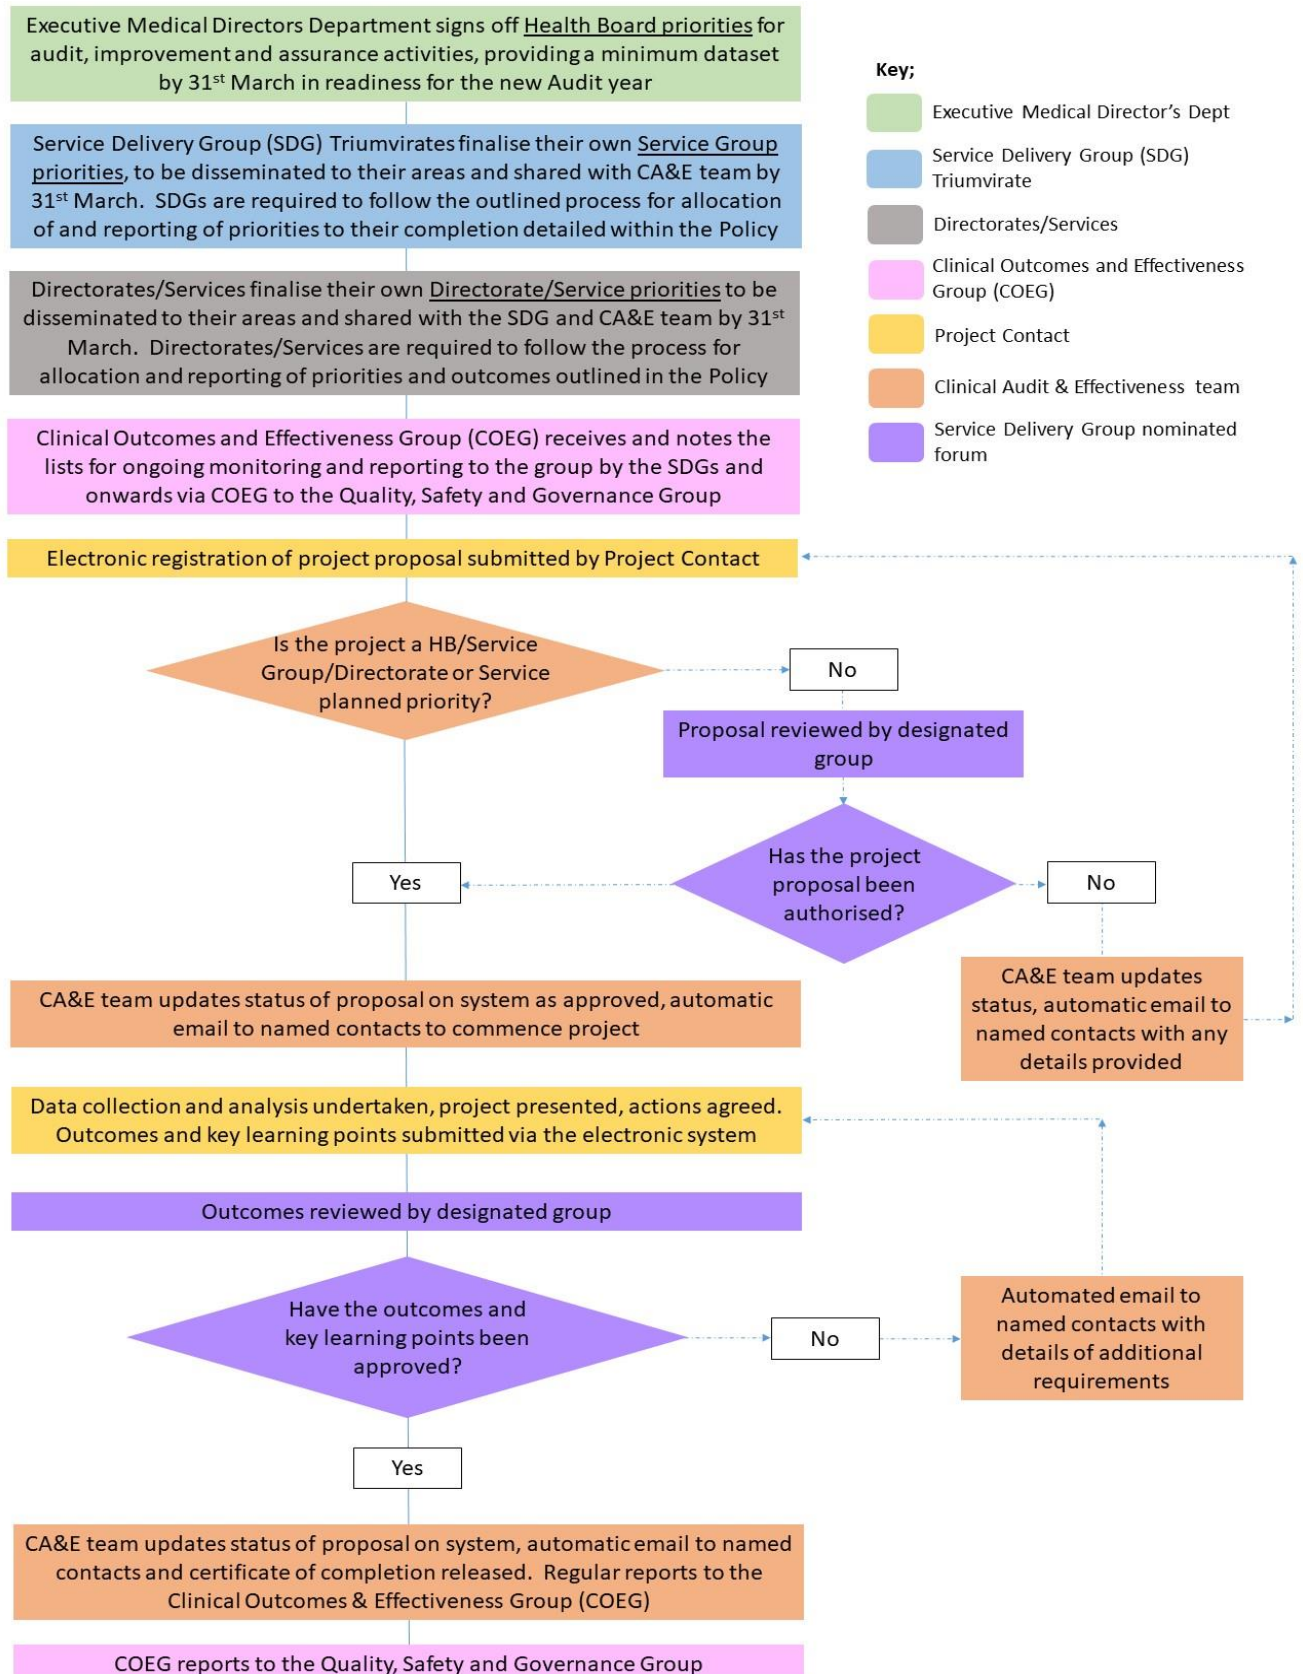 Executive Medical Directors Department signs off Health Board priorities for
audit, improvement and assurance activities, providing a minimum dataset
by 31st March in readiness for the new Audit year
Key;
Executive Medical Director's Dept
Service Delivery Group (SDG)
Triumvirate
Directorates/Services
Clinical Outcomes and Effectiveness
Group (COEG)
Project Contact
Clinical Audit & Effectiveness team
Service Delivery Group nominated
forum
Service Delivery Group (SDG) Triumvirates finalise their own Service Group
priorities, to be disseminated to their areas and shared with CA&E team by
31st March. SDGs are required to follow the outlined process for allocation
of and reporting of priorities to their completion detailed within the Policy
Directorates/Services finalise their own Directorate/Service priorities to be
disseminated to their areas and shared with the SDG and CA&E team by 31st
March. Directorates/Services are required to follow the process for
allocation and reporting of priorities and outcomes outlined in the Policy
Clinical Outcomes and Effectiveness Group (COEG) receives and notes the
lists for ongoing monitoring and reporting to the group by the SDGs and
onwards via COEG to the Quality, Safety and Governance Group
Electronic registration of project proposal submitted by Project Contact
Is the project a HB/Service
Group/Directorate or Service
planned priority?
No
Proposal reviewed by designated
group
Has the project
proposal been
authorised?
Yes
No
CA&E team updates
status, automatic email to
named contacts with any
details provided
CA&E team updates status of proposal on system as approved, automatic
email to named contacts to commence project
Data collection and analysis undertaken, project presented, actions agreed.
Outcomes and key learning points submitted via the electronic system
Outcomes reviewed by designated group
Have the outcomes and
key learning points been
approved?
No
Automated email to
named contacts with
details of additional
requirements
Yes
CA&E team updates status of proposal on system, automatic email to named
contacts and certificate of completion released. Regular reports to the
Clinical Outcomes & Effectiveness Group (COEG)
COEG reports to the Quality, Safety and Governance Group